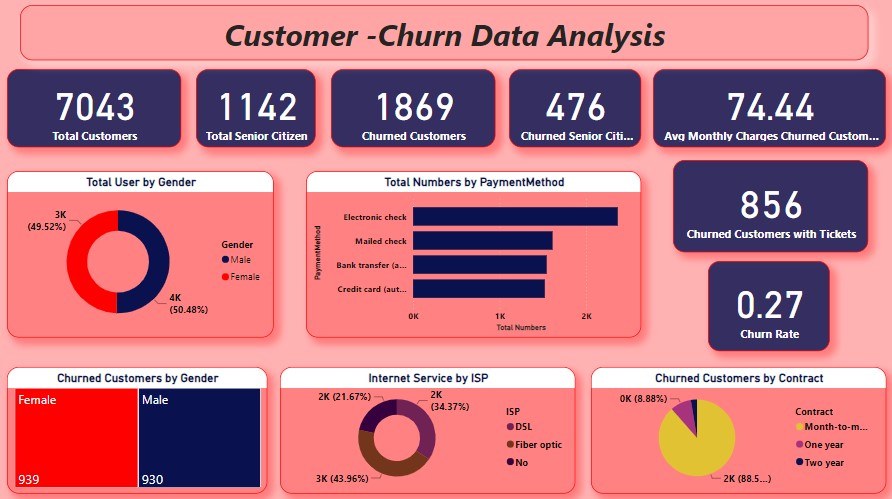 Customer -Churn Data Analysis
7043
Total Customers
1142
Total Senior Citizen
1869
Churned Customers
476
Churned Senior Citi...
74.44
Avg Monthly Charges Churned Custom...
Total User by Gender
3K
(49.52%)
4K
(50.48%)
Gender
Male
Female
Total Numbers by PaymentMethod
PaymentMethod
Electronic check
Mailed check
Bank transfer (a...
Credit card (aut...
0K
1K
2K
Total Numbers
856
Churned Customers with Tickets
0.27
Churn Rate
Churned Customers by Gender
Female
939
Male
930
Internet Service by ISP
2K (21.67%)
2K
(34.37%)
3K (43.96%)
ISP
DSL
Fiber optic
No
Churned Customers by Contract
0K (8.88%)
2K (88.5...)
Contract
Month-to-m...
One year
Two year